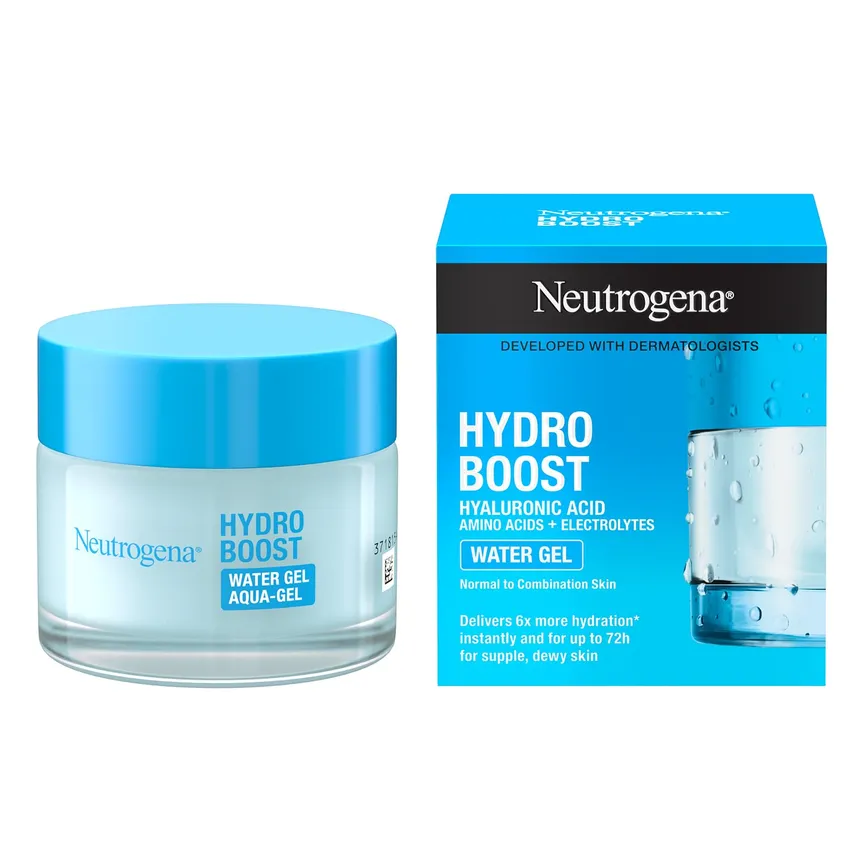 Neutrogena®
HYDRO
BOOST
WATER GEL
AQUA-GEL
Neutrogena®
HYDRO
BOOST
Neutrogena®
DEVELOPED WITH DERMATOLOGISTS
HYDRO
BOOST
HYALURONIC ACID
AMINO ACIDS + ELECTROLYTES
WATER GEL
Normal to Combination Skin
Delivers 6x more hydration*
instantly and for up to 72h
for supple, dewy skin